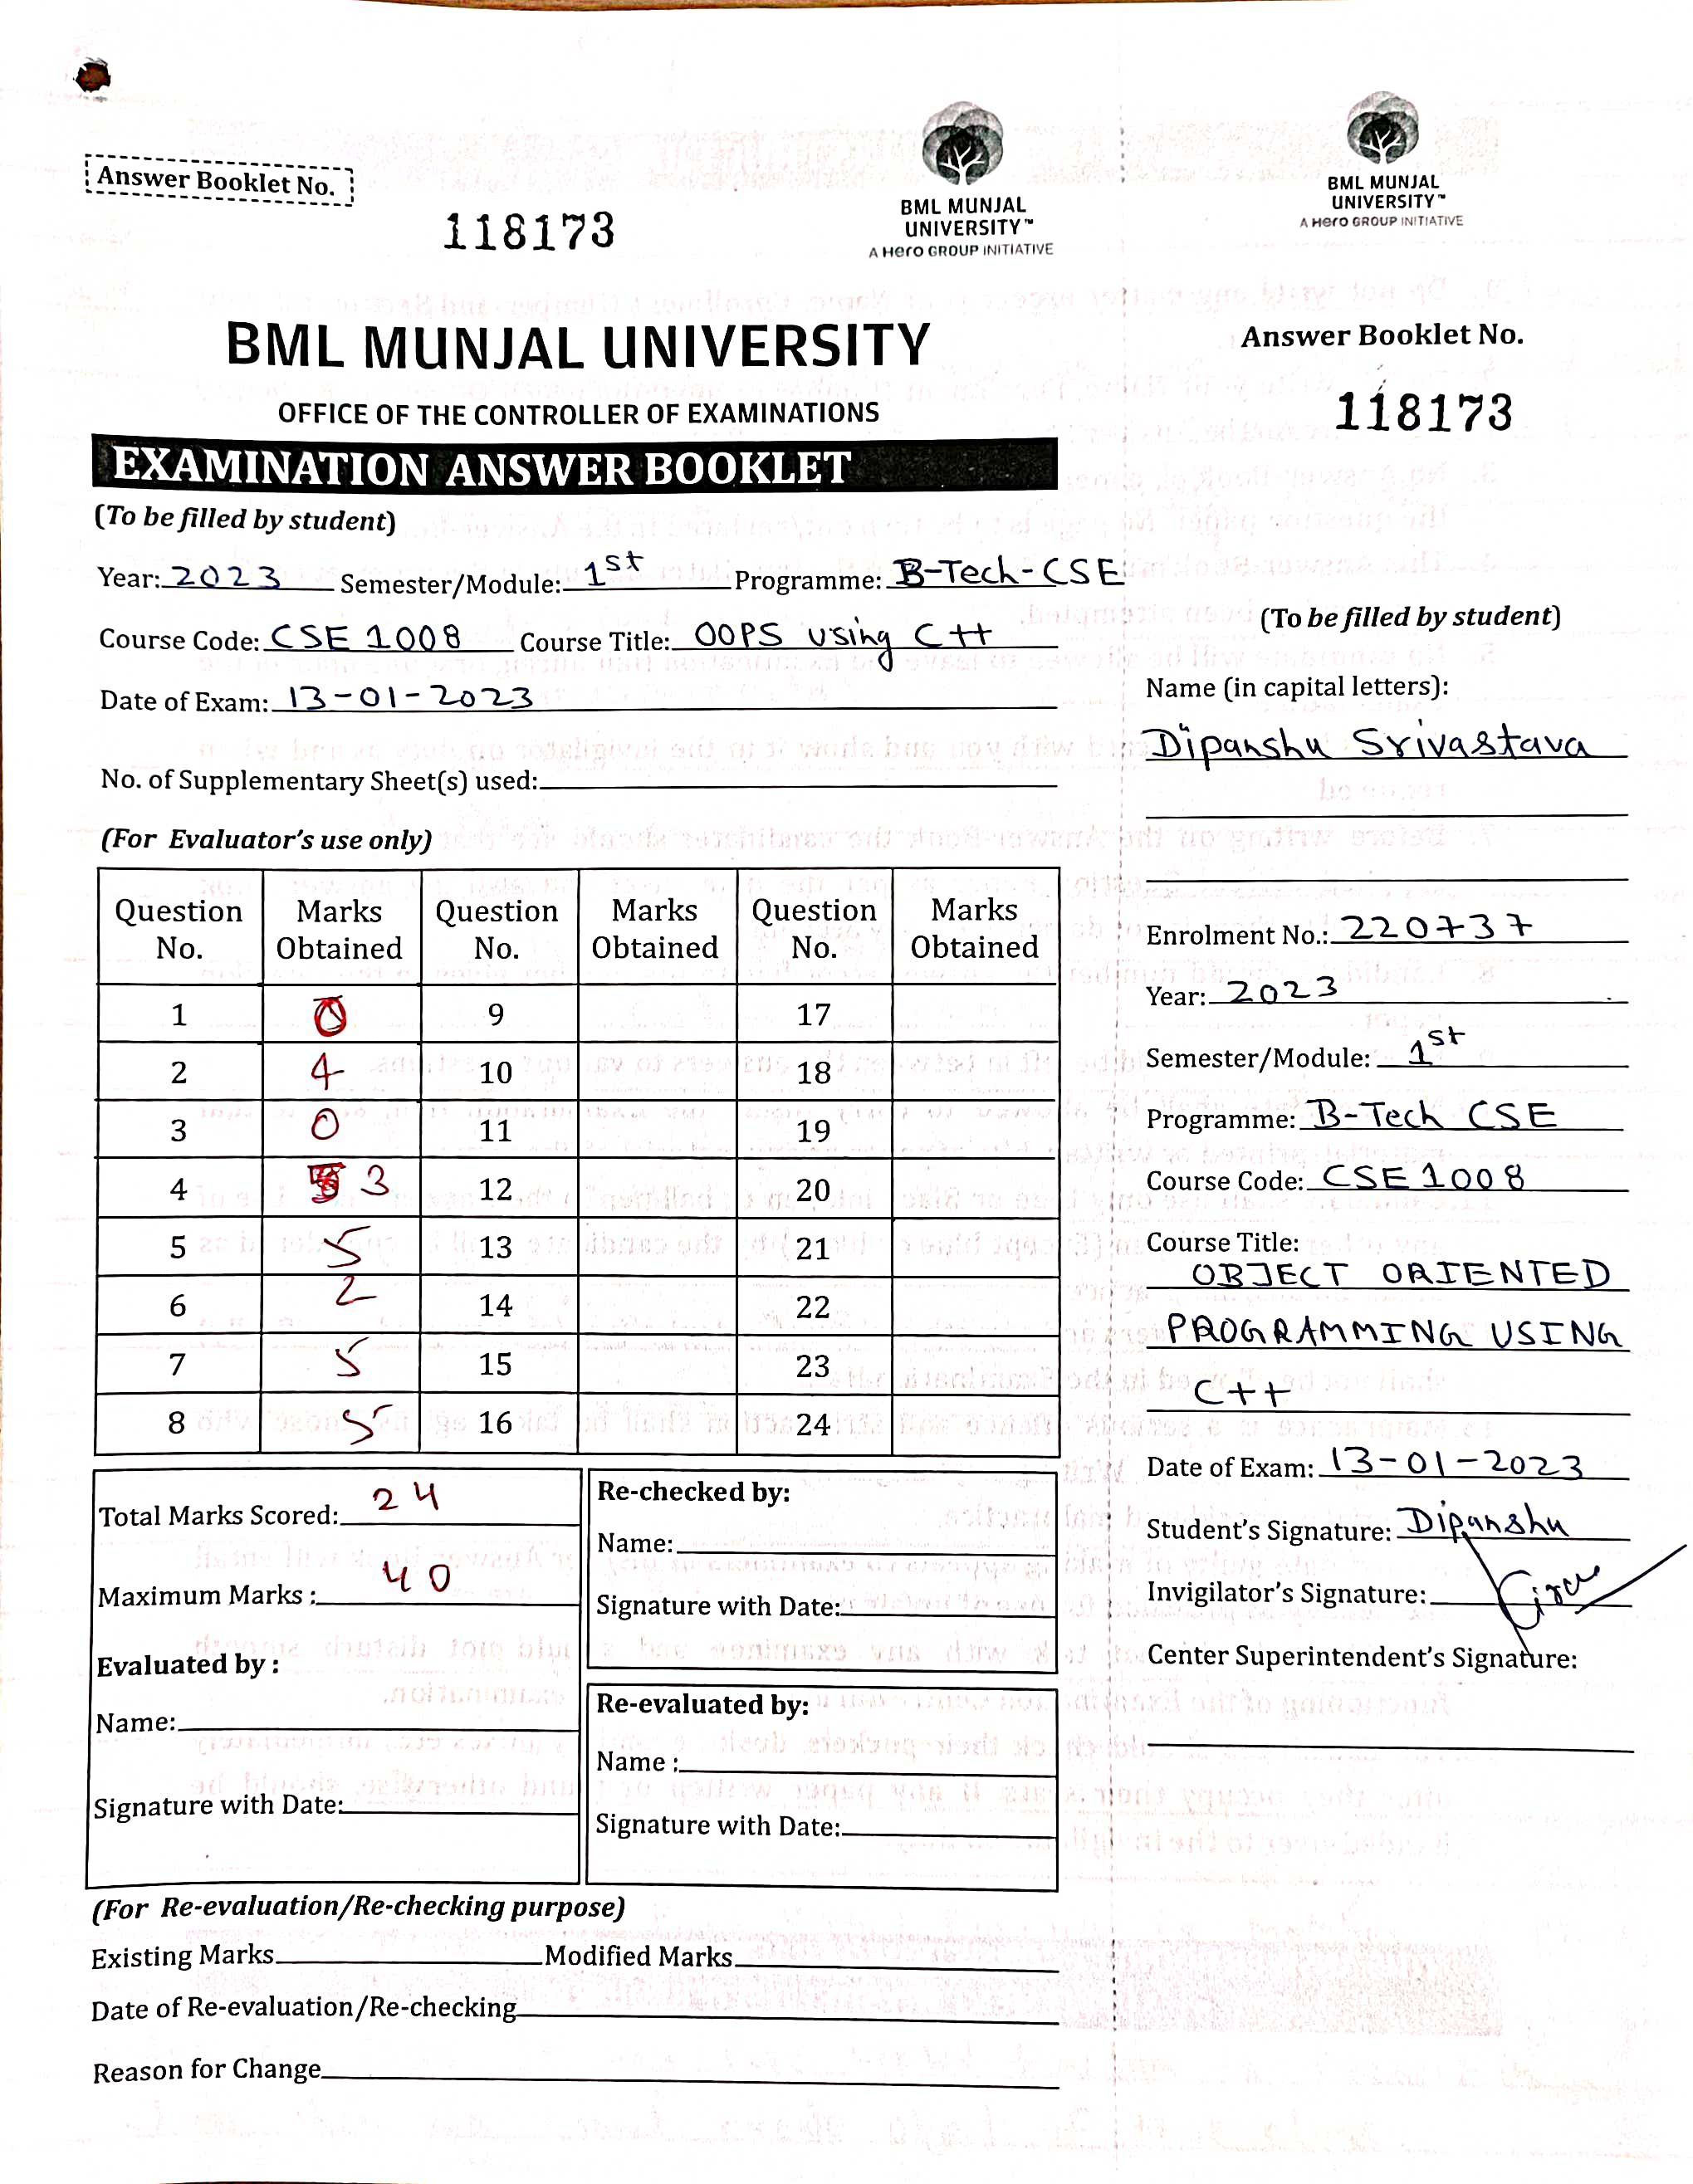 Answer Booklet No.
118173
BML MUNJAL
UNIVERSITY™
A Hero GROUP INITIATIVE
BML MUNJAL UNIVERSITY
OFFICE OF THE CONTROLLER OF EXAMINATIONS
EXAMINATION ANSWER BOOKLET
(To be filled by student)
Year: 2023 Semester/Module: 1st Programme: B-Tech-CSE
Course Code: CSE 1008 Course Title: OOPS using C++
Date of Exam: 13-01-2023
No. of Supplementary Sheet(s) used:
(For Evaluator's use only)
Question No. Marks Obtained Question No. Marks Obtained Question No. Marks Obtained
1 0 9 17
2 4 10 18
3 0 11 19
4 3 12 20
5 5 13 21
6 2 14 22
7 5 15 23
8 5 16 24
Total Marks Scored: 24
Maximum Marks : 40
Evaluated by :
Name:
Signature with Date:
Re-checked by:
Name:
Signature with Date:
Re-evaluated by:
Name :
Signature with Date:
(For Re-evaluation/Re-checking purpose)
Existing Marks Modified Marks
Date of Re-evaluation/Re-checking
Reason for Change
BML MUNJAL
UNIVERSITY™
A Hero GROUP INITIATIVE
Answer Booklet No.
118173
(To be filled by student)
Name (in capital letters):
Dipanshu Srivastava
Enrolment No.: 220737
Year: 2023
Semester/Module: 1st
Programme: B-Tech CSE
Course Code: CSE 1008
Course Title:
OBJECT ORIENTED
PROGRAMMING USING
C++
Date of Exam: 13-01-2023
Student's Signature: Dipanshu
Invigilator's Signature:
Center Superintendent's Signature: